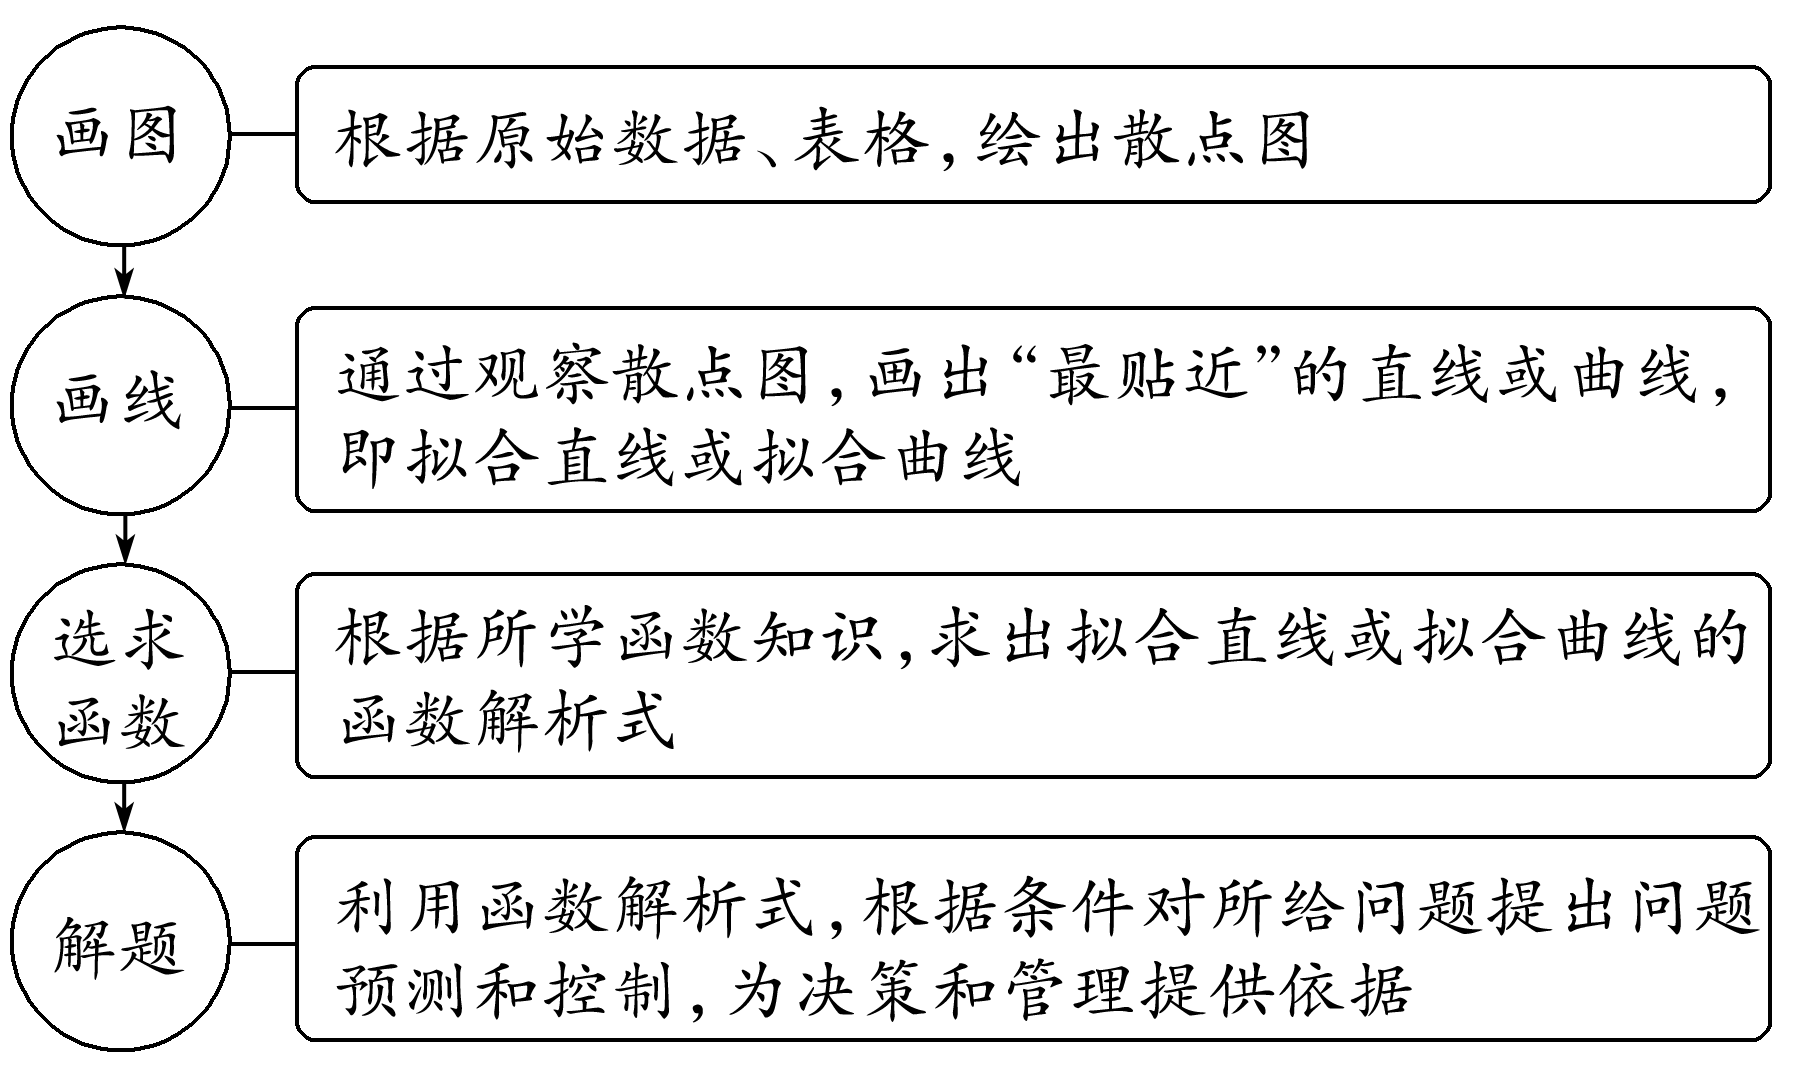 画图
根据原始数据、表格,绘出散点图
画线
通过观察散点图,画出“最贴近”的直线或曲线,
即拟合直线或拟合曲线
选求
函数
根据所学函数知识,求出拟合直线或拟合曲线的
函数解析式
解题
利用函数解析式,根据条件对所给问题提出问题
预测和控制,为决策和管理提供依据